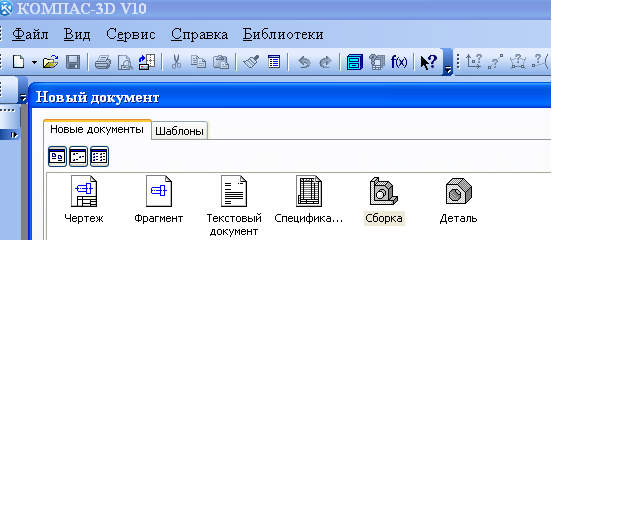 КОМПАС-3D V10
Файл Вид Сервис Справка Библиотеки
f(x)
Новый документ
Новые документы Шаблоны
Чертеж Фрагмент Текстовый документ Специфика... Сборка Деталь